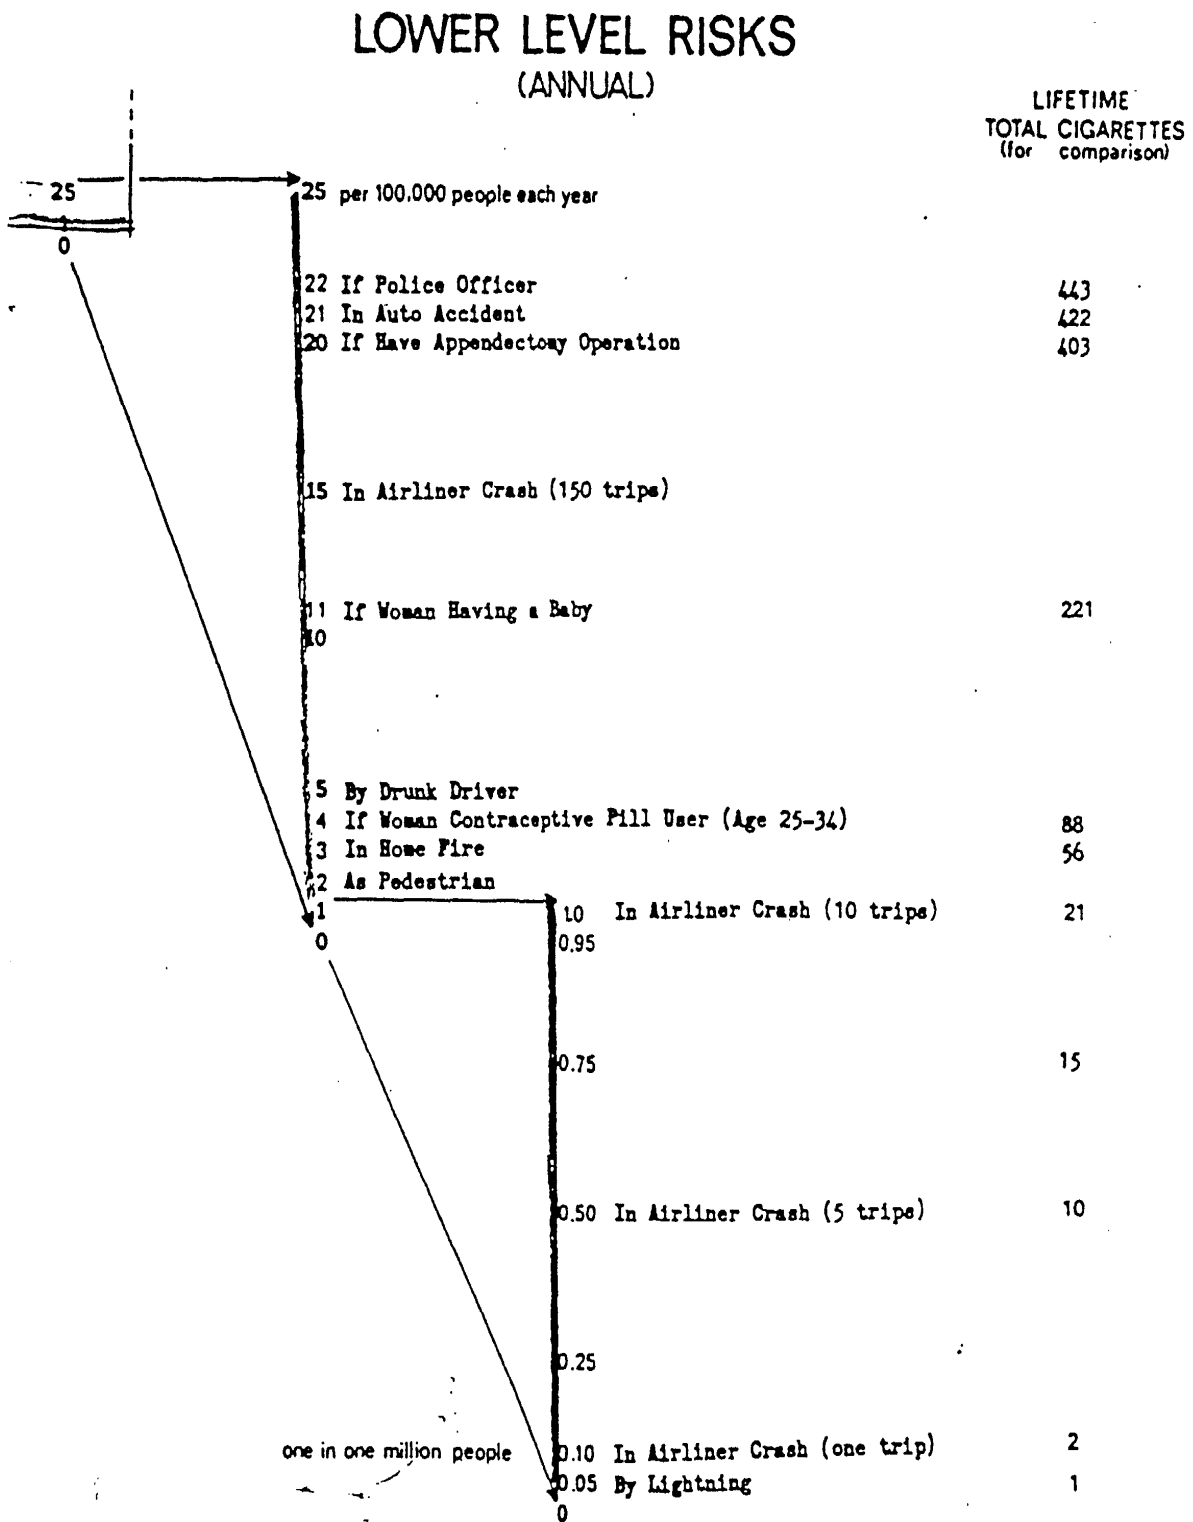 LOWER LEVEL RISKS
(ANNUAL)
LIFETIME
TOTAL CIGARETTES
(for comparison)
25
0
25 per 100,000 people each year
22 If Police Officer 443
21 In Auto Accident 422
20 If Have Appendectomy Operation 403
15 In Airliner Crash (150 trips)
11 If Woman Having a Baby 221
10
5 By Drunk Driver
4 If Woman Contraceptive Pill User (Age 25-34) 88
3 In Home Fire 56
2 As Pedestrian
1
0
1.0 In Airliner Crash (10 trips) 21
0.95
0.75 15
0.50 In Airliner Crash (5 trips) 10
0.25
one in one million people 0.10 In Airliner Crash (one trip) 2
0.05 By Lightning 1
0